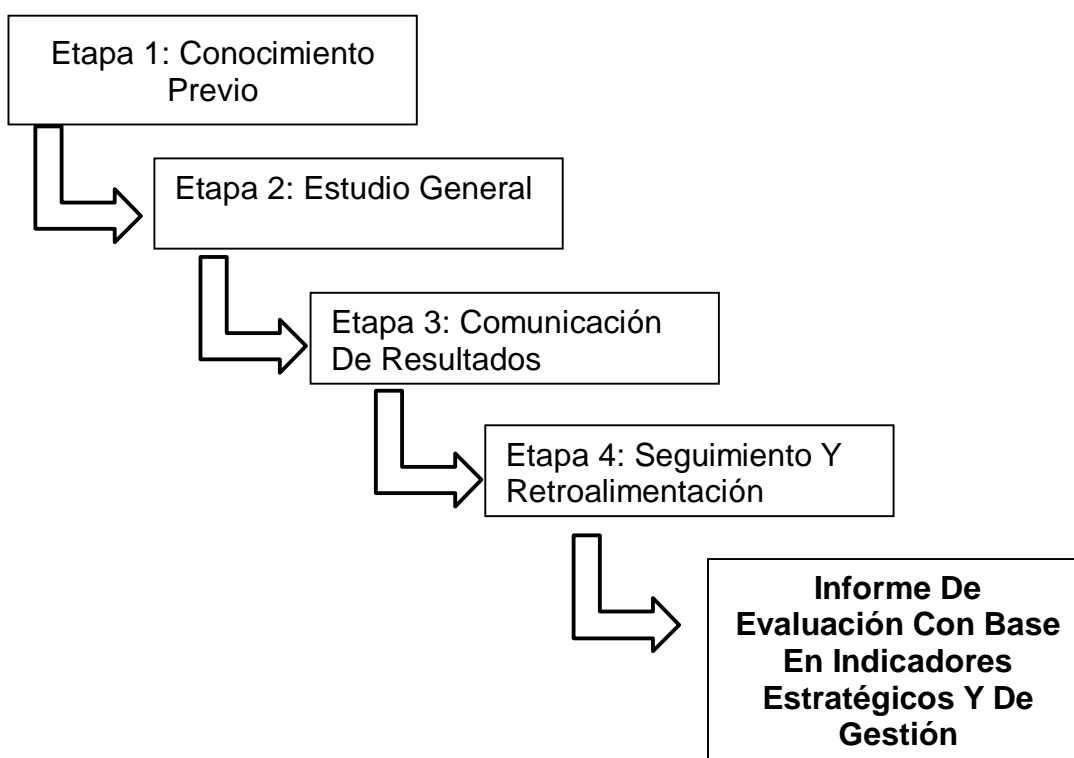 Etapa 1: Conocimiento
Previo
Etapa 2: Estudio General
Etapa 3: Comunicación
De Resultados
Etapa 4: Seguimiento Y
Retroalimentación
Informe De
Evaluación Con Base
En Indicadores
Estratégicos Y De
Gestión